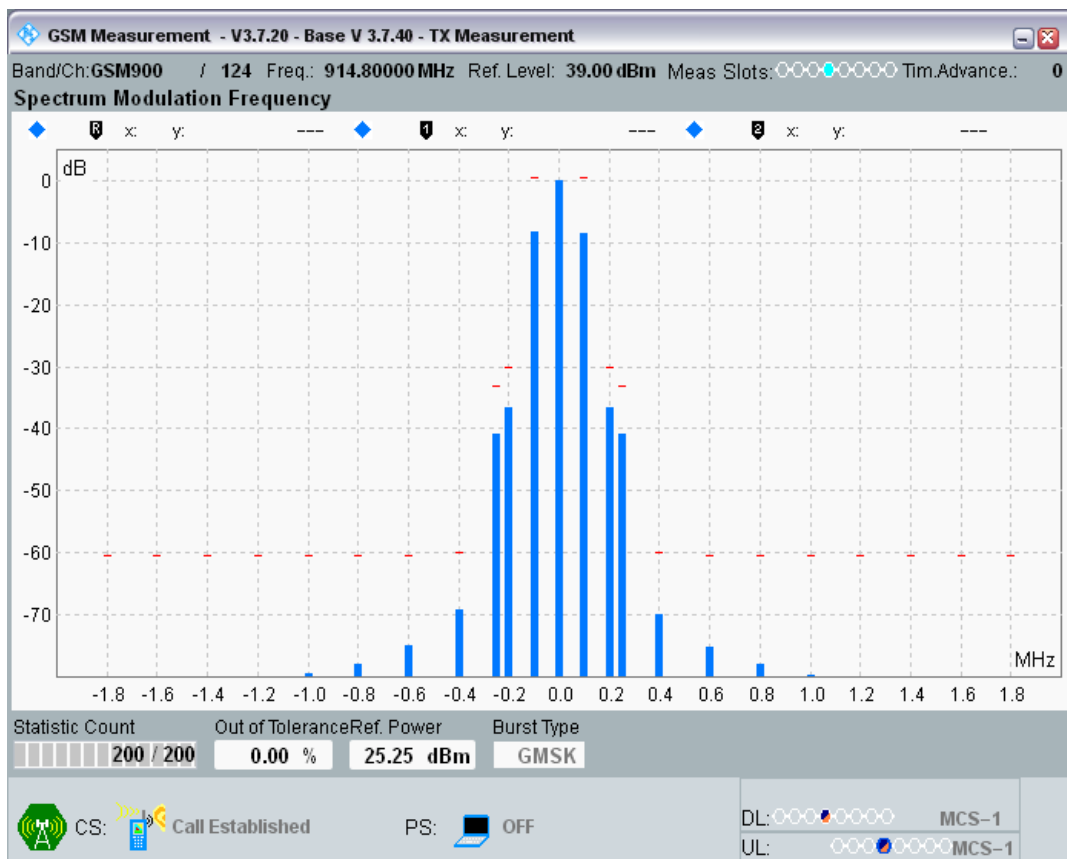 GSM Measurement - V3.7.20 - Base V 3.7.40 - TX Measurement
Band/Ch:GSM900 / 124 Freq.: 914.80000 MHz Ref. Level: 39.00 dBm Meas Slots: Tim.Advance.: 0
Spectrum Modulation Frequency
R x: y: --- 1 x: y: --- 2 x: y: ---
dB
0
-10
-20
-30
-40
-50
-60
-70
MHz
-1.8 -1.6 -1.4 -1.2 -1.0 -0.8 -0.6 -0.4 -0.2 0.0 0.2 0.4 0.6 0.8 1.0 1.2 1.4 1.6 1.8
Statistic Count Out of Tolerance Ref. Power Burst Type
200 / 200 0.00 % 25.25 dBm GMSK
CS: Call Established PS: OFF
DL: MCS-1
UL: MCS-1